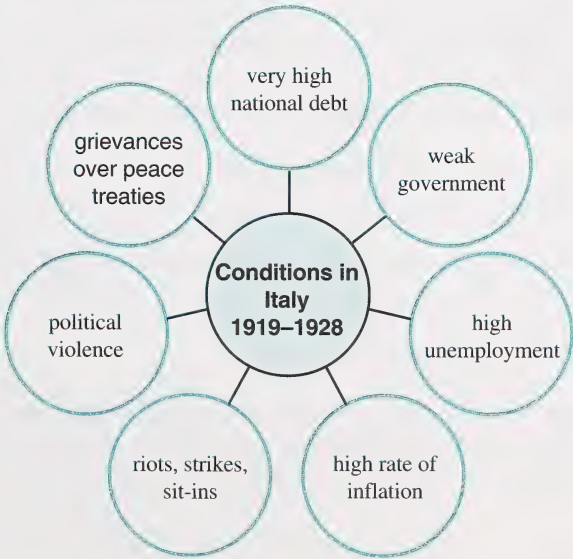 very high
national debt
weak
government
high
unemployment
high rate of
inflation
riots, strikes,
sit-ins
political
violence
grievances
over peace
treaties
Conditions in
Italy
1919–1928